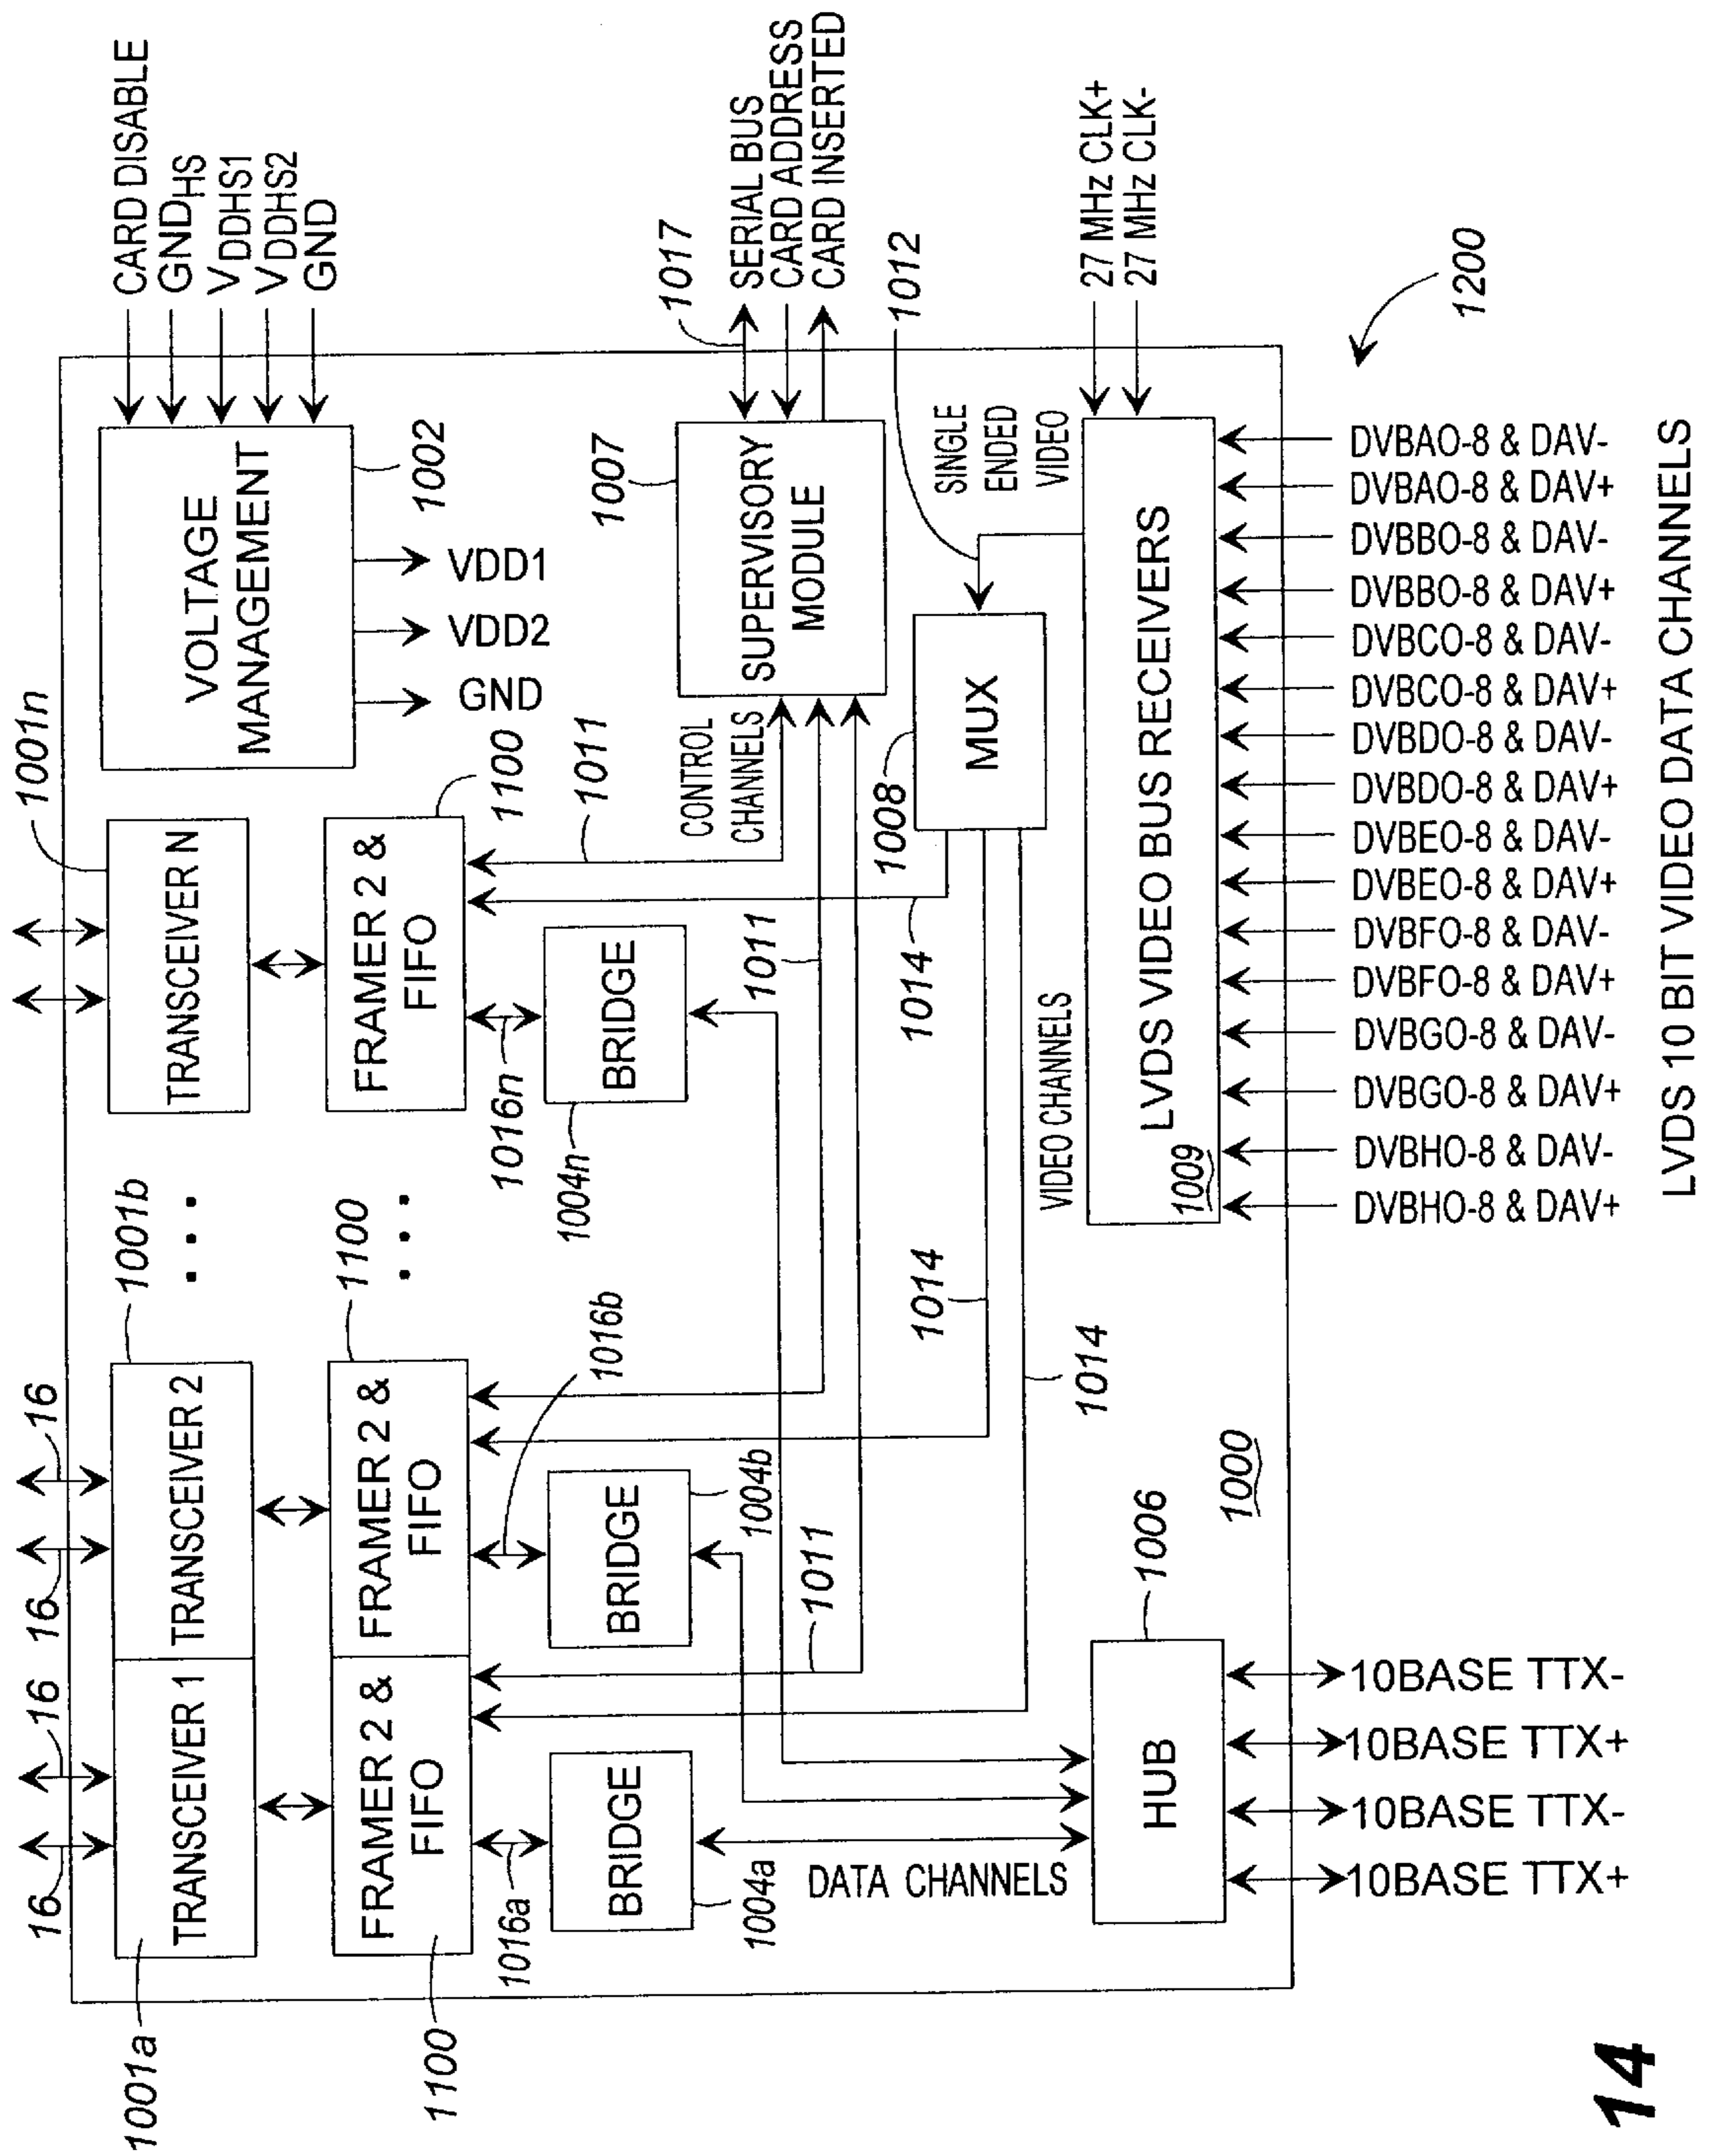 16
16
16
16
1001a
TRANSCEIVER 1
TRANSCEIVER 2
1001b
TRANSCEIVER N
1001n
VOLTAGE
MANAGEMENT
1002
CARD DISABLE
GNDHS
VDDHS1
VDDHS2
GND
VDD1
VDD2
GND
1100
FRAMER 2 &
FIFO
FRAMER 2 &
FIFO
1100
FRAMER 2 &
FIFO
1100
1016a
1016b
1016n
BRIDGE
1004a
BRIDGE
1004b
BRIDGE
1004n
1011
1011
1011
CONTROL
CHANNELS
1007
SUPERVISORY
MODULE
1017
SERIAL BUS
CARD ADDRESS
CARD INSERTED
1014
1014
1014
1008
MUX
1012
SINGLE
ENDED
VIDEO
VIDEO CHANNELS
DATA CHANNELS
HUB
1006
1000
1009
LVDS VIDEO BUS RECEIVERS
27 MHz CLK+
27 MHz CLK-
1200
10BASE TTX+
10BASE TTX-
10BASE TTX+
10BASE TTX-
DVBHO-8 & DAV+
DVBHO-8 & DAV-
DVBGO-8 & DAV+
DVBGO-8 & DAV-
DVBFO-8 & DAV+
DVBFO-8 & DAV-
DVBEO-8 & DAV+
DVBEO-8 & DAV-
DVBDO-8 & DAV+
DVBDO-8 & DAV-
DVBCO-8 & DAV+
DVBCO-8 & DAV-
DVBBO-8 & DAV+
DVBBO-8 & DAV-
DVBAO-8 & DAV+
DVBAO-8 & DAV-
LVDS 10 BIT VIDEO DATA CHANNELS
14